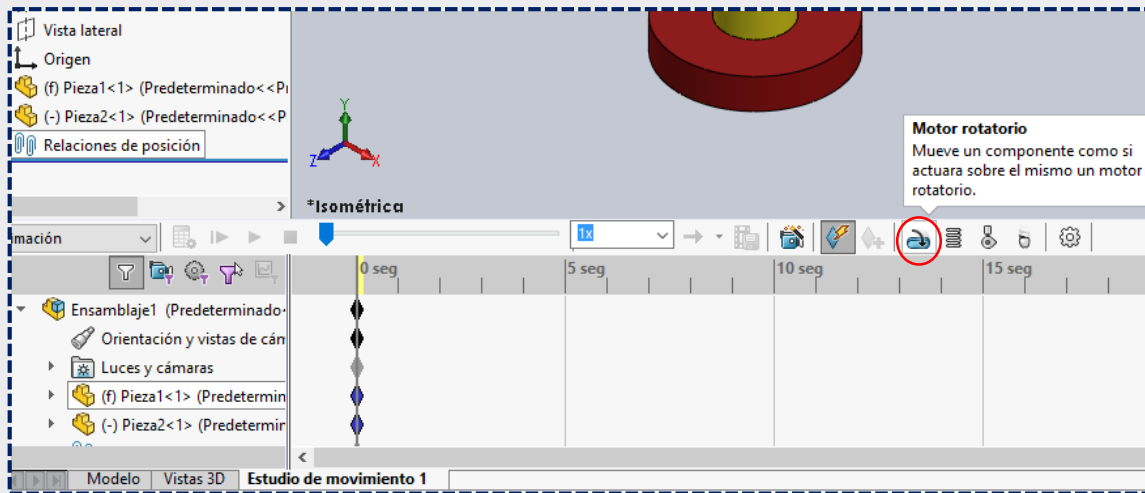 Vista lateral
Origen
(f) Pieza1<1> (Predeterminado<<Pr
(-) Pieza2<1> (Predeterminado<<P
Relaciones de posición
Y
Z
X
*Isométrica
Motor rotatorio
Mueve un componente como si
actuara sobre el mismo un motor
rotatorio.
mación
1x
0 seg
5 seg
10 seg
15 seg
Ensamblaje1 (Predeterminado
Orientación y vistas de cám
Luces y cámaras
(f) Pieza1<1> (Predetermin
(-) Pieza2<1> (Predetermin
Modelo
Vistas 3D
Estudio de movimiento 1